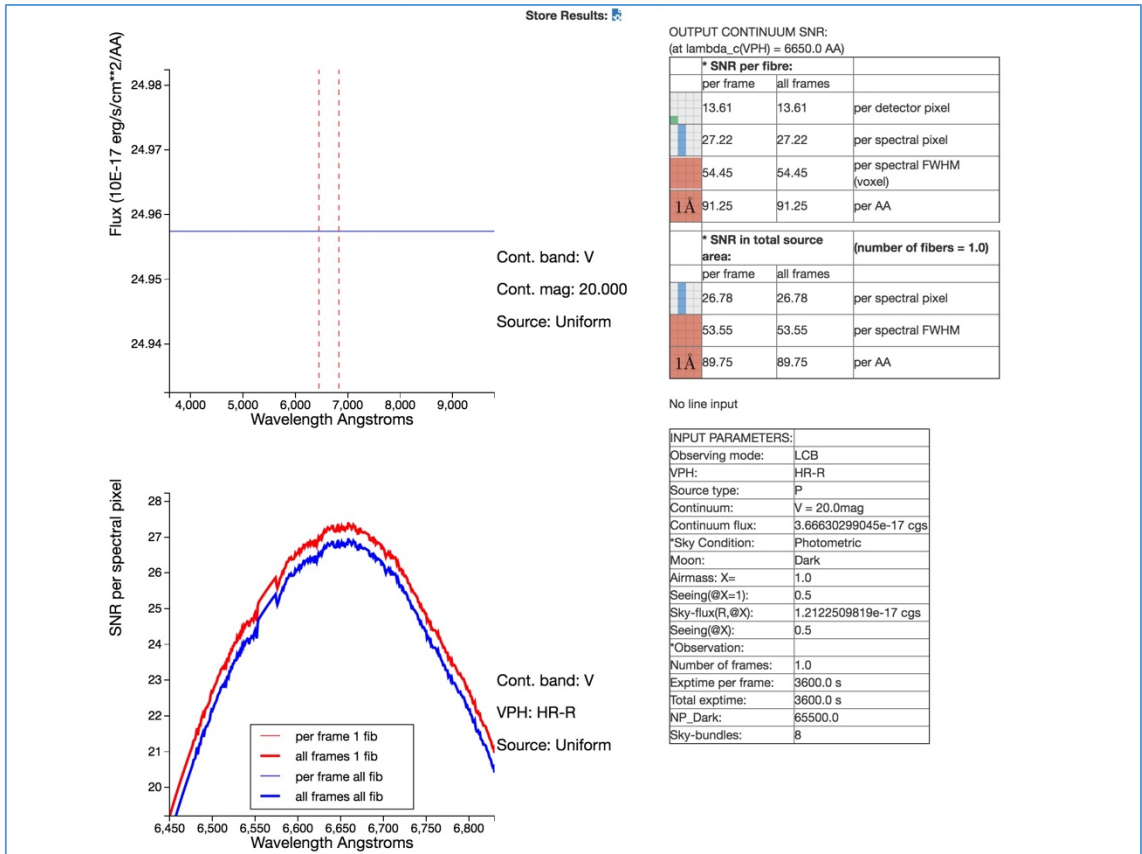 Store Results:
Flux (10E-17 erg/s/cm**2/AA)
24.98
24.97
24.96
24.95
24.94
4,000 5,000 6,000 7,000 8,000 9,000
Wavelength Angstroms
Cont. band: V
Cont. mag: 20.000
Source: Uniform
SNR per spectral pixel
28
27
26
25
24
23
22
21
20
6,450 6,500 6,550 6,600 6,650 6,700 6,750 6,800
Wavelength Angstroms
Cont. band: V
VPH: HR-R
Source: Uniform
per frame 1 fib
all frames 1 fib
per frame all fib
all frames all fib
OUTPUT CONTINUUM SNR:
(at lambda_c(VPH) = 6650.0 AA)
* SNR per fibre:
per frame all frames
13.61 13.61 per detector pixel
27.22 27.22 per spectral pixel
54.45 54.45 per spectral FWHM
(voxel)
1Å 91.25 91.25 per AA
* SNR in total source
area:
(number of fibers = 1.0)
per frame all frames
26.78 26.78 per spectral pixel
53.55 53.55 per spectral FWHM
1Å 89.75 89.75 per AA
No line input
INPUT PARAMETERS:
Observing mode: LCB
VPH: HR-R
Source type: P
Continuum: V = 20.0mag
Continuum flux: 3.66630299045e-17 cgs
*Sky Condition: Photometric
Moon: Dark
Airmass: X= 1.0
Seeing(@X=1): 0.5
Sky-flux(R,@X): 1.2122509819e-17 cgs
Seeing(@X): 0.5
*Observation:
Number of frames: 1.0
Exptime per frame: 3600.0 s
Total exptime: 3600.0 s
NP_Dark: 65500.0
Sky-bundles: 8